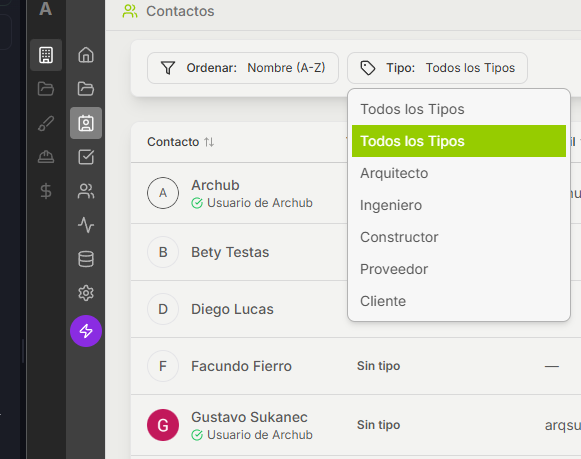 A
Contactos
Ordenar: Nombre (A-Z)
Tipo: Todos los Tipos
Todos los Tipos
Todos los Tipos
Arquitecto
Ingeniero
Constructor
Proveedor
Cliente
Contacto
A
Archub
Usuario de Archub
B
Bety Testas
D
Diego Lucas
F
Facundo Fierro
Sin tipo
—
G
Gustavo Sukanec
Usuario de Archub
Sin tipo
arqsu